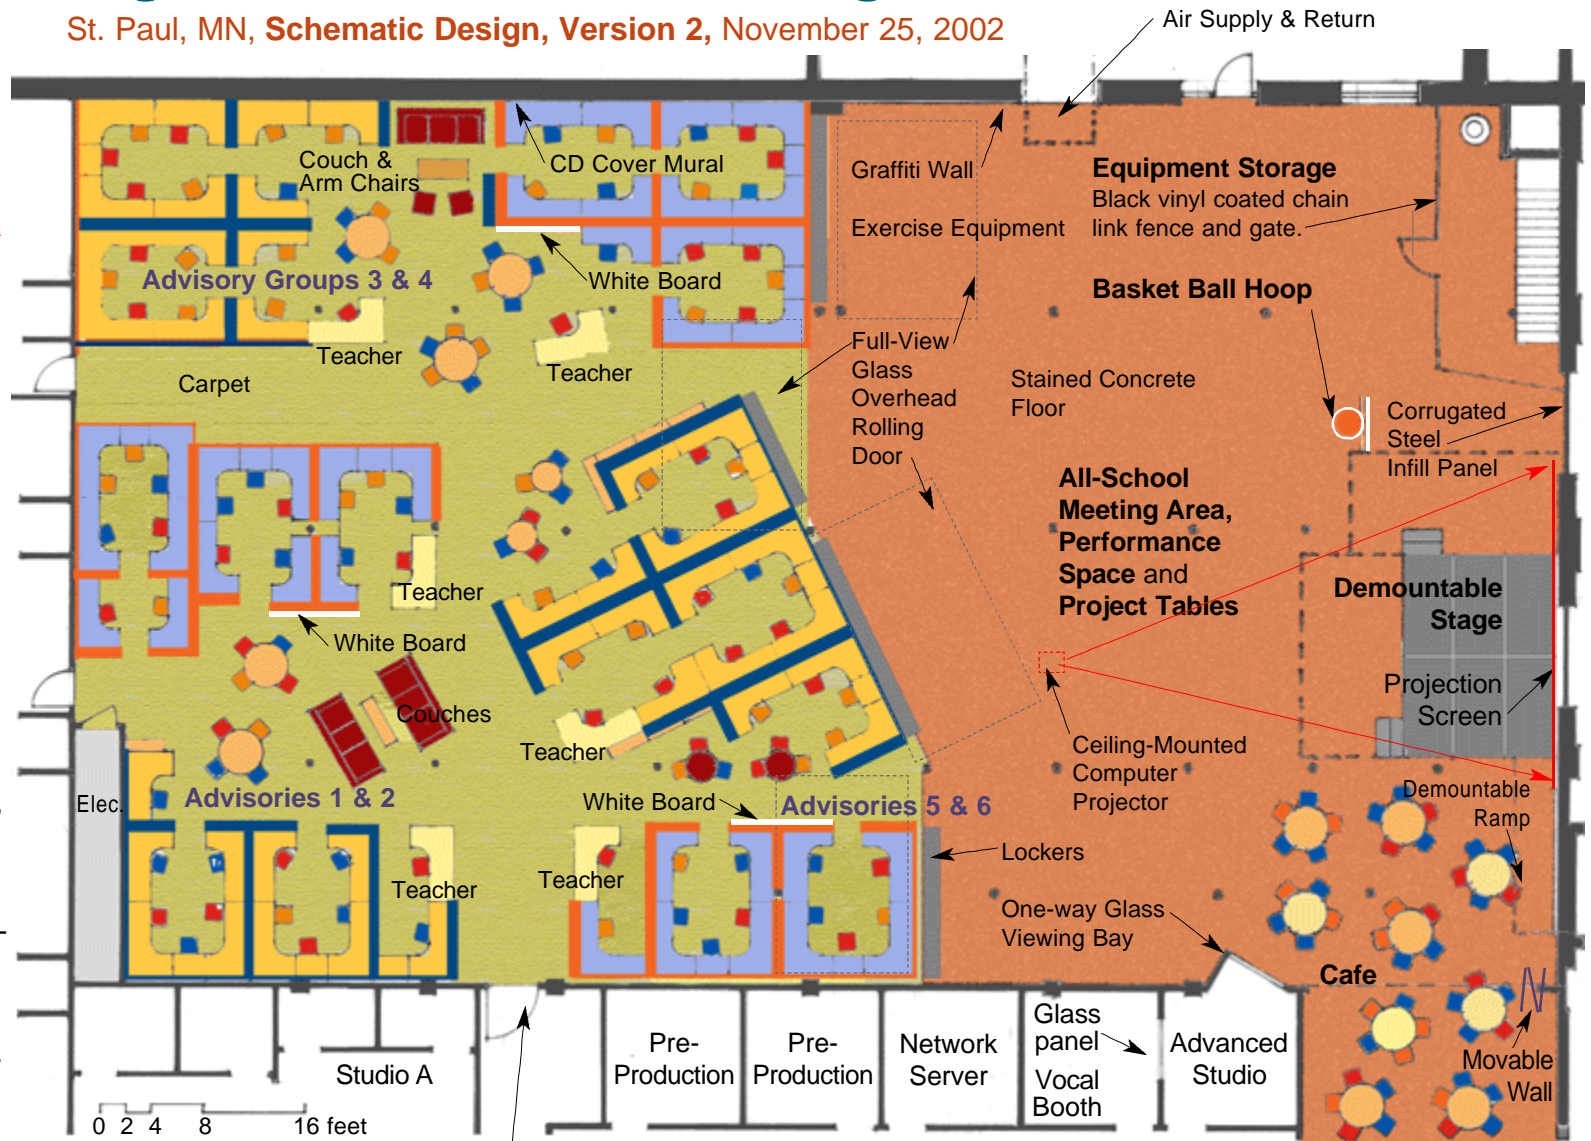 St. Paul, MN, Schematic Design, Version 2, November 25, 2002
Air Supply & Return
Couch &
Arm Chairs
CD Cover Mural
Graffiti Wall
Equipment Storage
Black vinyl coated chain
link fence and gate.
Exercise Equipment
Advisory Groups 3 & 4
White Board
Basket Ball Hoop
Teacher
Teacher
Full-View
Glass
Overhead
Rolling
Door
Carpet
Stained Concrete
Floor
Corrugated
Steel
Infill Panel
All-School
Meeting Area,
Performance
Space and
Project Tables
Teacher
Demountable
Stage
White Board
Projection
Screen
Couches
Teacher
Ceiling-Mounted
Computer
Projector
Elec.
Advisories 1 & 2
White Board
Advisories 5 & 6
Demountable
Ramp
Lockers
Teacher
Teacher
One-way Glass
Viewing Bay
Cafe
Studio A
Pre-
Production
Pre-
Production
Network
Server
Glass
panel
Vocal
Booth
Advanced
Studio
Movable
Wall
0 2 4 8 16 feet